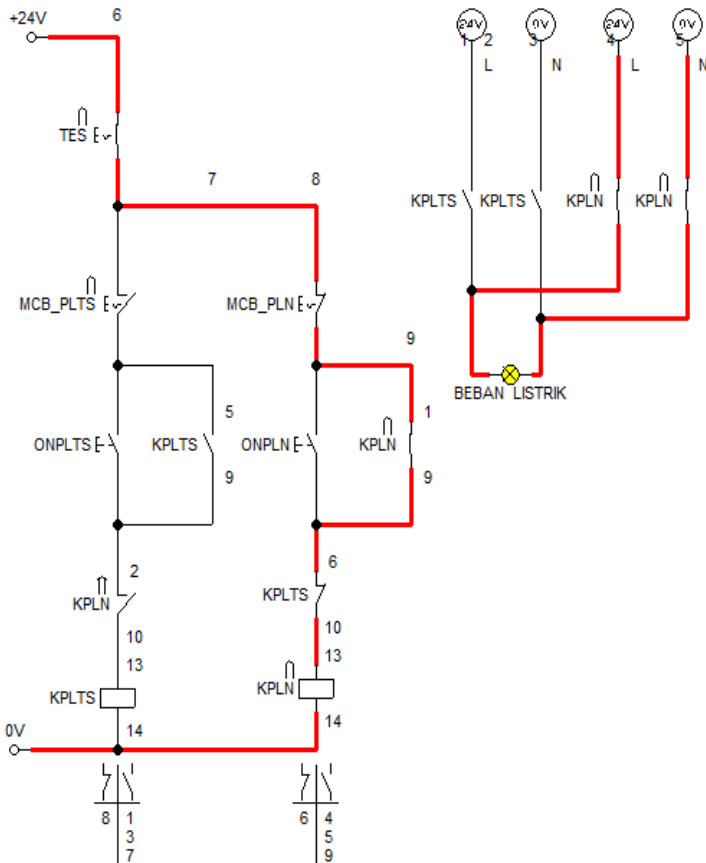 +24V
6
24V
0V
24V
0V
1
2
3
4
5
L
N
L
N
TES
7
8
KPLTS
KPLTS
KPLN
KPLN
MCB_PLTS
MCB_PLN
9
BEBAN LISTRIK
5
1
ONPLTS
KPLTS
ONPLN
KPLN
9
9
2
6
KPLN
KPLTS
10
10
13
13
KPLTS
KPLN
14
14
0V
8
1
6
4
3
5
7
9